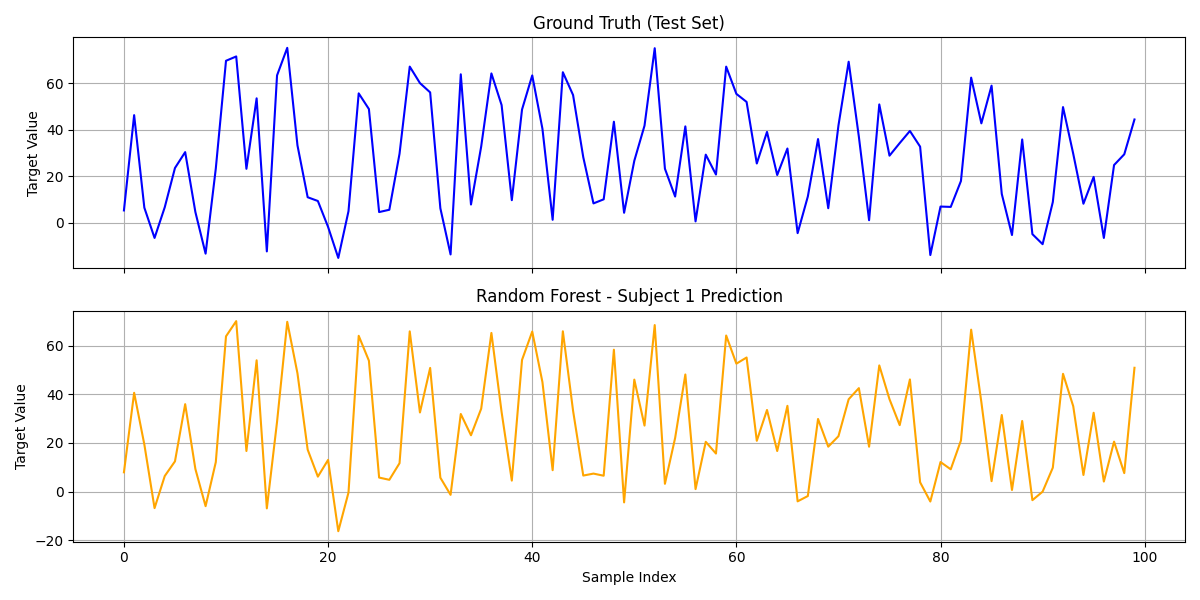 Ground Truth (Test Set)
Target Value
60
40
20
0
Random Forest - Subject 1 Prediction
Target Value
60
40
20
0
−20
0 20 40 60 80 100
Sample Index